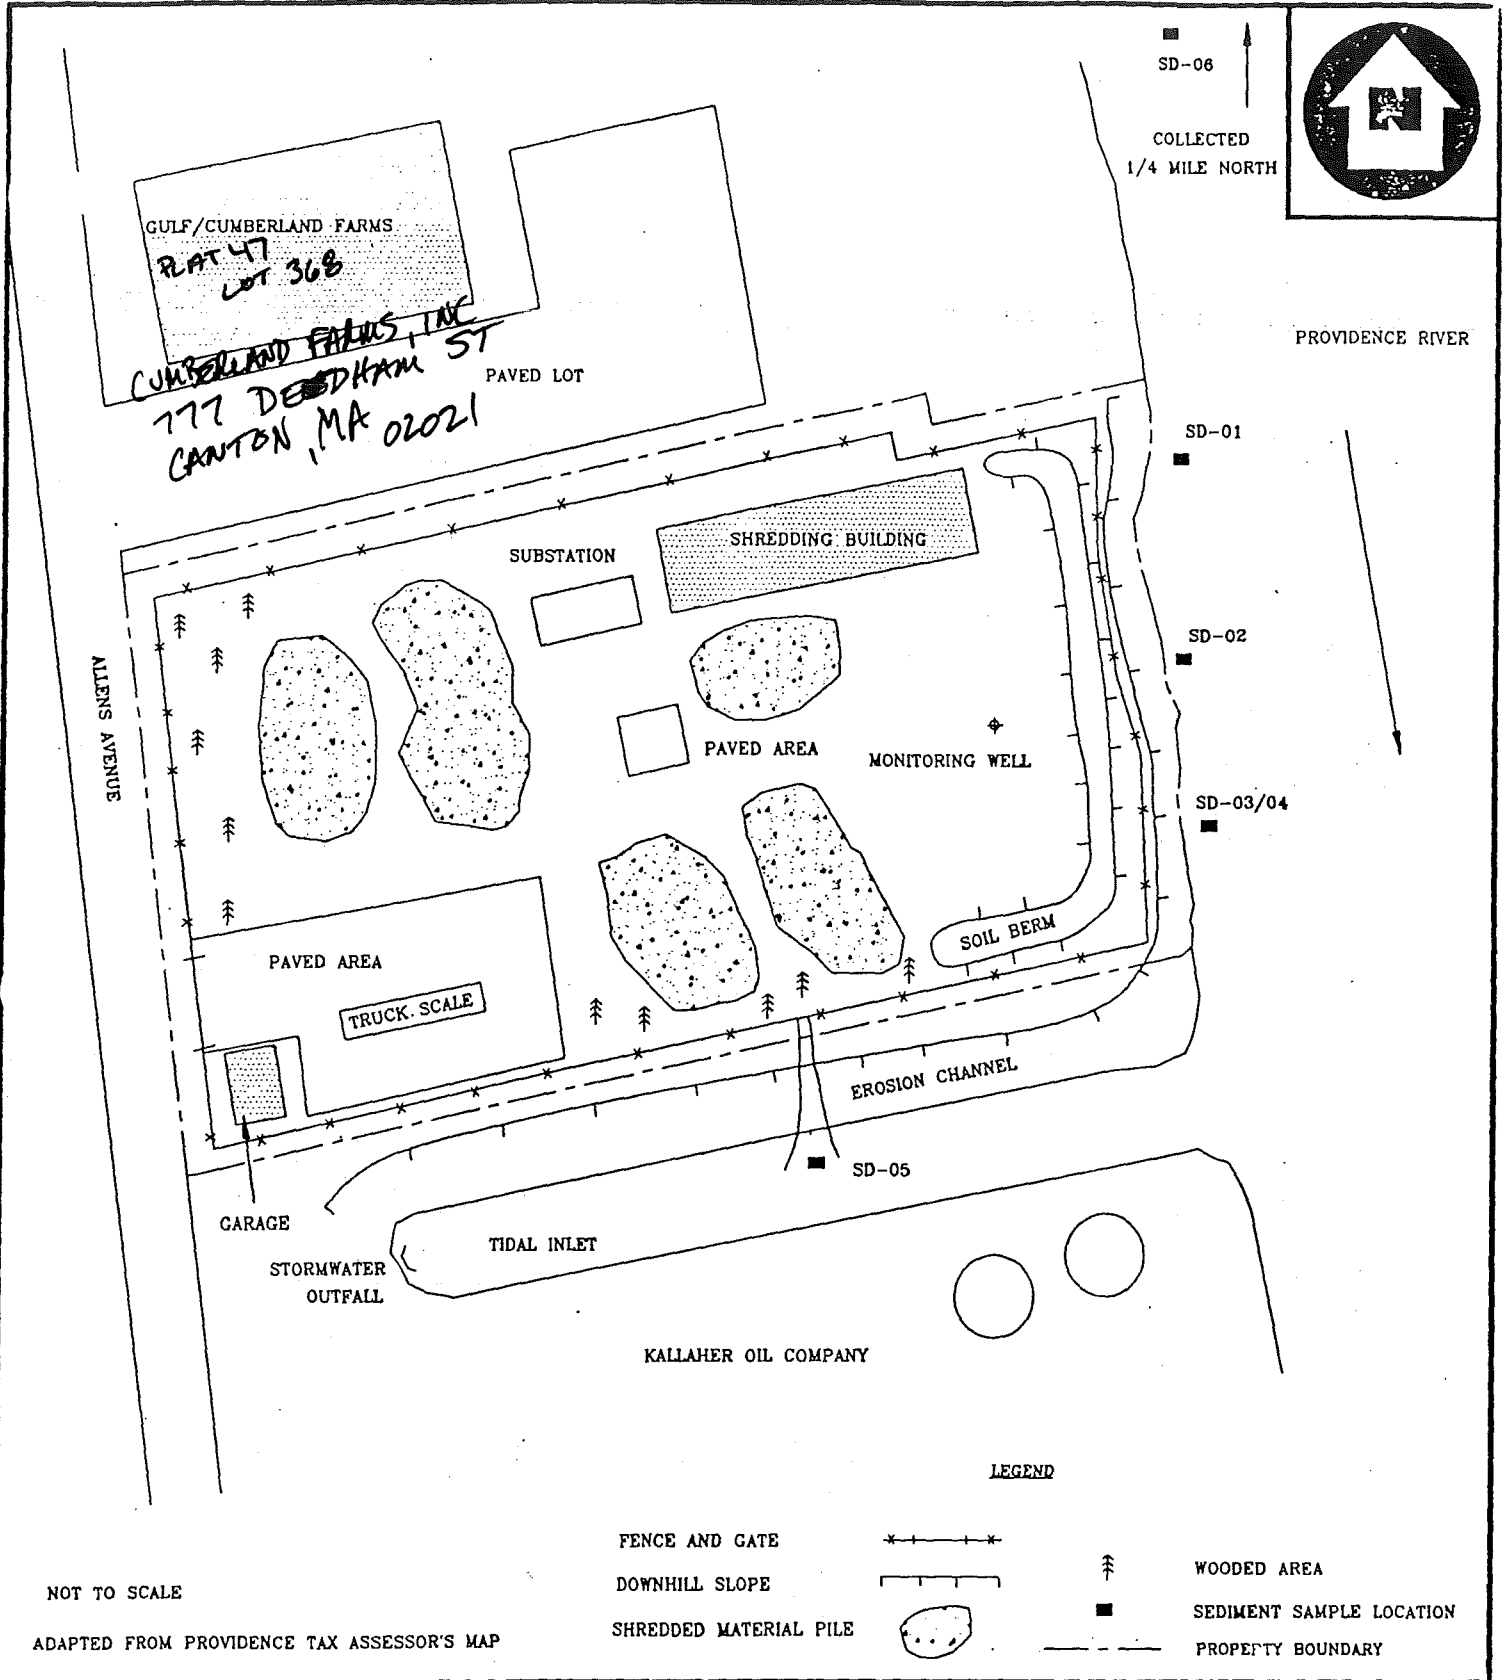 SD-06
COLLECTED
1/4 MILE NORTH
N
GULF/CUMBERLAND FARMS
PLAT 47
LOT 368
CUMBERLAND FARMS, INC
777 DEDHAM ST
CANTON, MA 02021
PAVED LOT
PROVIDENCE RIVER
SD-01
SHREDDING BUILDING
SUBSTATION
SD-02
ALLENS AVENUE
PAVED AREA
MONITORING WELL
SD-03/04
SOIL BERM
PAVED AREA
TRUCK SCALE
EROSION CHANNEL
SD-05
GARAGE
TIDAL INLET
STORMWATER
OUTFALL
KALLAHER OIL COMPANY
LEGEND
FENCE AND GATE
DOWNHILL SLOPE
SHREDDED MATERIAL PILE
WOODED AREA
SEDIMENT SAMPLE LOCATION
PROPERTY BOUNDARY
NOT TO SCALE
ADAPTED FROM PROVIDENCE TAX ASSESSOR'S MAP